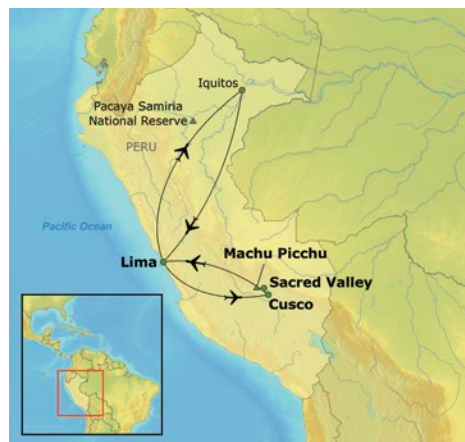 Iquitos
Pacaya Samiria
National Reserve
PERU
Pacific Ocean
Machu Picchu
Lima
Sacred Valley
Cusco